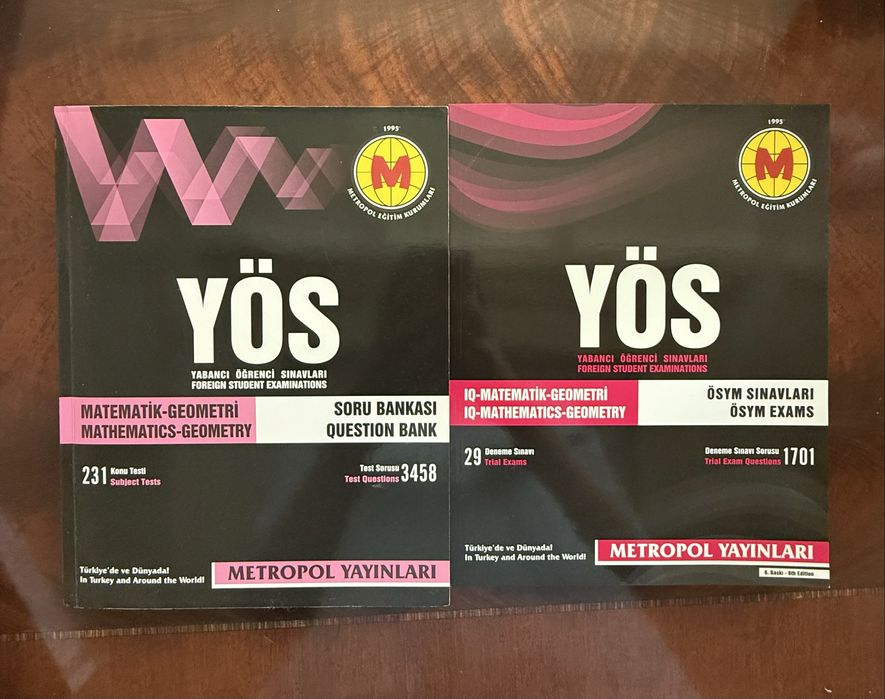 1995
M
METROPOL EĞİTİM KURUMLARI
YÖS
YABANCI ÖĞRENCİ SINAVLARI
FOREIGN STUDENT EXAMINATIONS
MATEMATİK-GEOMETRİ
MATHEMATICS-GEOMETRY
SORU BANKASI
QUESTION BANK
231 Konu Testi
Subject Tests
Test Sorusu
Test Questions 3458
Türkiye'de ve Dünyada!
In Turkey and Around the World!
METROPOL YAYINLARI
1995
M
METROPOL EĞİTİM KURUMLARI
YÖS
YABANCI ÖĞRENCİ SINAVLARI
FOREIGN STUDENT EXAMINATIONS
IQ-MATEMATİK-GEOMETRİ
IQ-MATHEMATICS-GEOMETRY
ÖSYM SINAVLARI
ÖSYM EXAMS
29 Deneme Sınavı
Trial Exams
Deneme Sınavı Sorusu
Trial Exam Questions 1701
Türkiye'de ve Dünyada!
In Turkey and Around the World!
METROPOL YAYINLARI
6. Baskı - 6th Edition